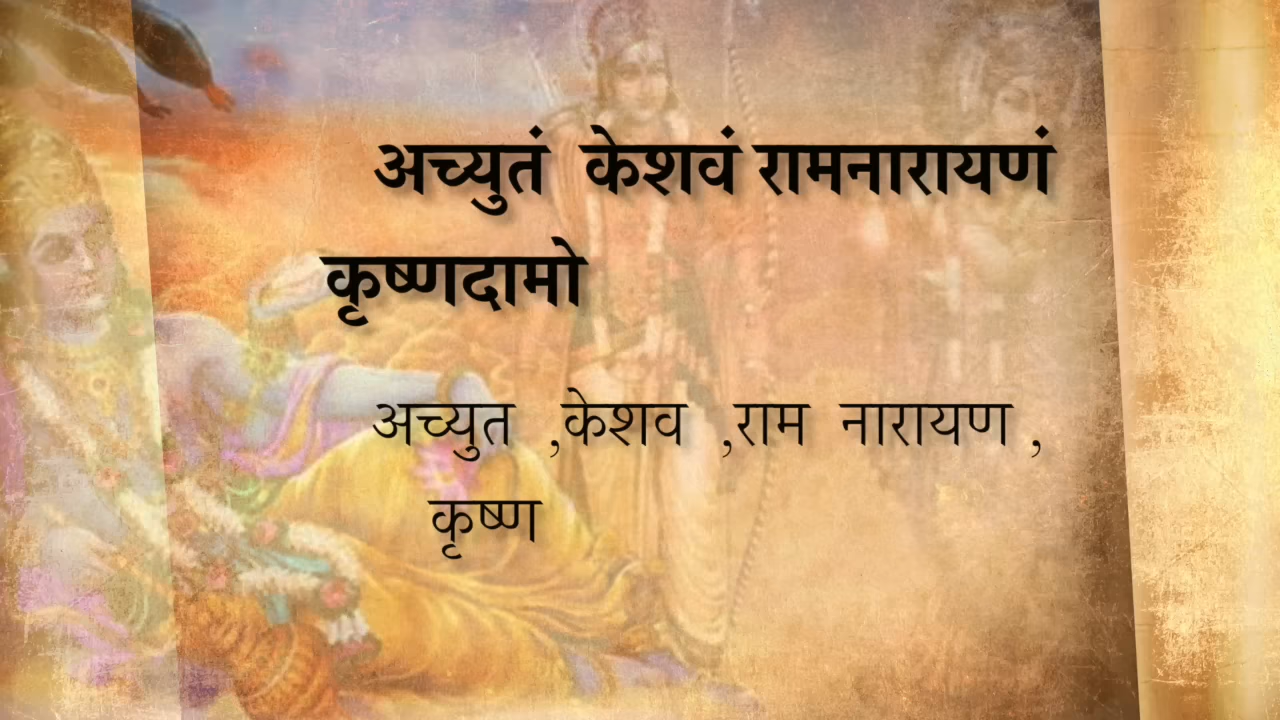 अच्युतं केशवं रामनारायणं
कृष्णदामो
अच्युत ,केशव ,राम नारायण ,
कृष्ण